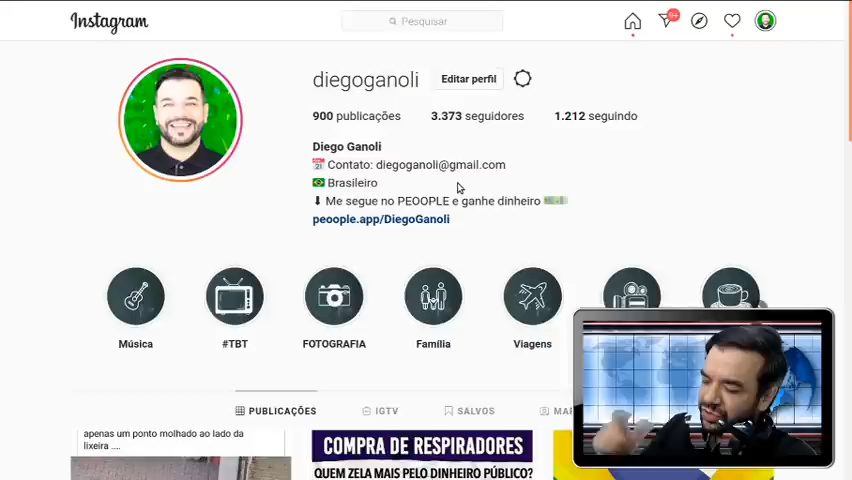 Instagram
Pesquisar
9+
diegoganoli
Editar perfil
900 publicações 3.373 seguidores 1.212 seguindo
Diego Ganoli
Contato: diegoganoli@gmail.com
Brasileiro
⬇ Me segue no PEOOPLE e ganhe dinheiro
peoople.app/DiegoGanoli
Música #TBT FOTOGRAFIA Família Viagens
PUBLICAÇÕES IGTV SALVOS
apenas um ponto molhado ao lado da
lixeira ....
COMPRA DE RESPIRADORES
QUEM ZELA MAIS PELO DINHEIRO PÚBLICO?